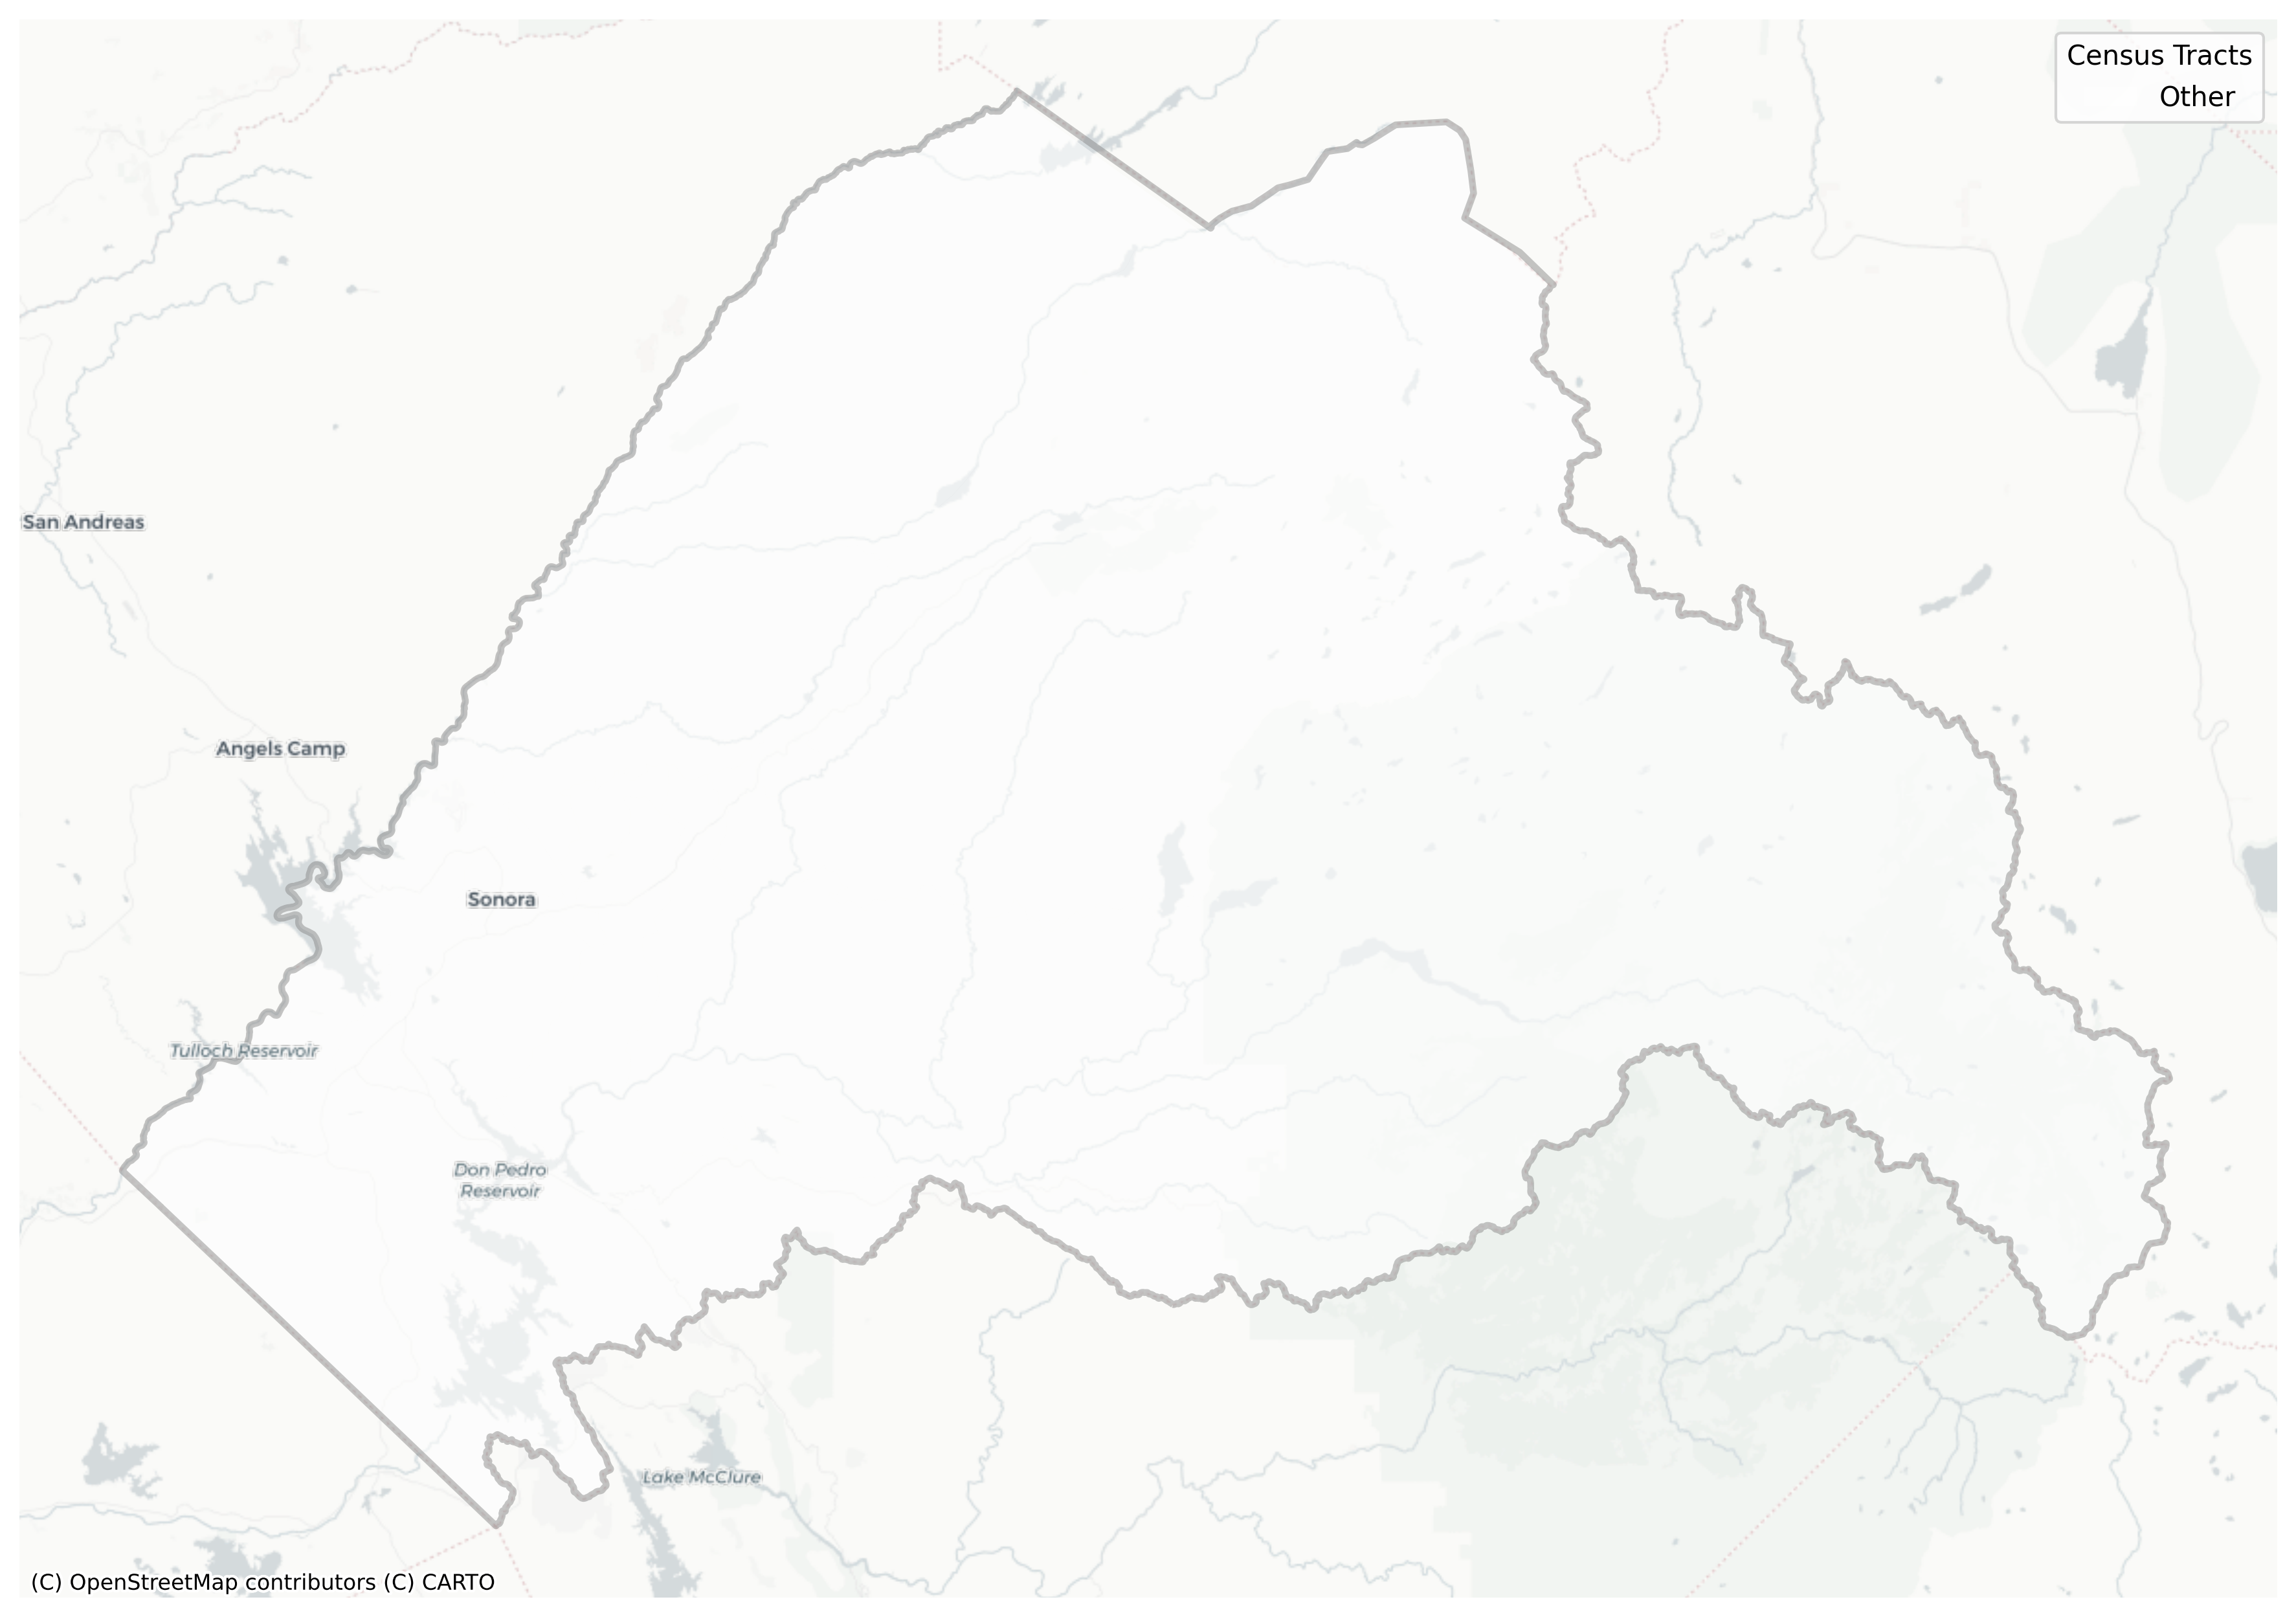 Census Tracts
Other
San Andreas
Angels Camp
Sonora
Tulloch Reservoir
Don Pedro
Reservoir
Lake McClure
(C) OpenStreetMap contributors (C) CARTO